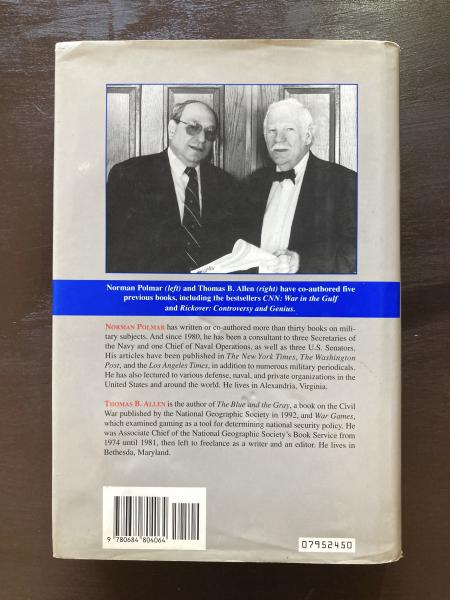 Norman Polmar (left) and Thomas B. Allen (right) have co-authored five
previous books, including the bestsellers CNN: War in the Gulf
and Rickover: Controversy and Genius.
NORMAN POLMAR has written or co-authored more than thirty books on mili-
tary subjects. And since 1980, he has been a consultant to three Secretaries of
the Navy and one Chief of Naval Operations, as well as three U.S. Senators.
His articles have been published in The New York Times, The Washington
Post, and the Los Angeles Times, in addition to numerous military periodicals.
He has also lectured to various defense, naval, and private organizations in the
United States and around the world. He lives in Alexandria, Virginia.
THOMAS B. ALLEN is the author of The Blue and the Gray, a book on the Civil
War published by the National Geographic Society in 1992, and War Games,
which examined gaming as a tool for determining national security policy. He
was Associate Chief of the National Geographic Society's Book Service from
1974 until 1981, then left to freelance as a writer and an editor. He lives in
Bethesda, Maryland.
9 780684 804064
07952450